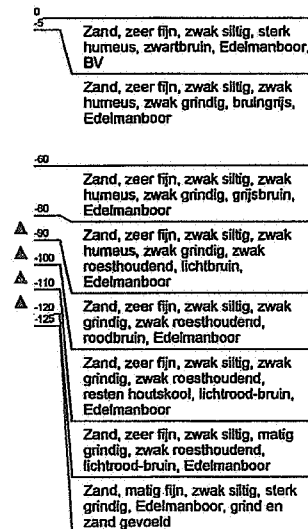 0
-5
Zand, zeer fijn, zwak siltig, sterk
humeus, zwartbruin, Edelmanboor,
BV
Zand, zeer fijn, zwak siltig, zwak
humeus, zwak grindig, bruingrijs,
Edelmanboor
-60
Zand, zeer fijn, zwak siltig, zwak
humeus, zwak grindig, grijsbruin,
Edelmanboor
-80
Zand, zeer fijn, zwak siltig, zwak
humeus, zwak grindig, zwak
roesthoudend, lichtbruin,
Edelmanboor
-90
-100
-110
-120
-125
Zand, zeer fijn, zwak siltig, zwak
grindig, zwak roesthoudend,
roodbruin, Edelmanboor
Zand, zeer fijn, zwak siltig, zwak
grindig, zwak roesthoudend,
resten houtskool, lichtrood-bruin,
Edelmanboor
Zand, zeer fijn, zwak siltig, matig
grindig, zwak roesthoudend,
lichtrood-bruin, Edelmanboor
Zand, matig fijn, zwak siltig, sterk
grindig, Edelmanboor, grind en
zand gevoeld